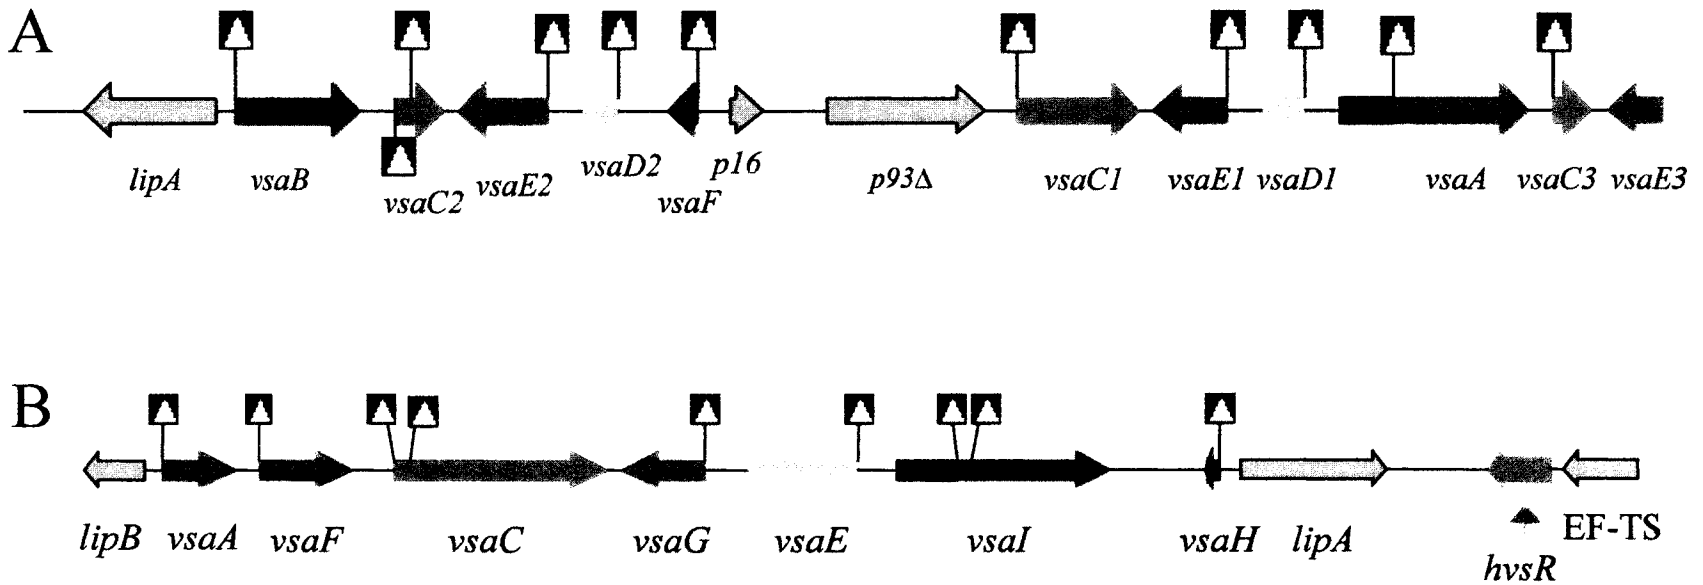 A
lipA vsaB vsaC2 vsaE2 vsaD2 vsaF p16 p93Δ vsaC1 vsaE1 vsaD1 vsaA vsaC3 vsaE3
B
lipB vsaA vsaF vsaC vsaG vsaE vsaI vsaH lipA hvsR EF-TS